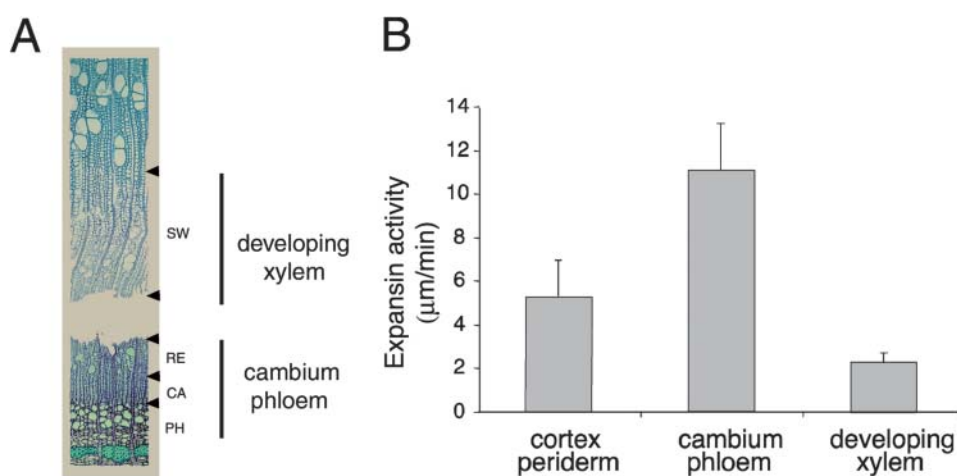 A
SW
developing
xylem
RE
CA
PH
cambium
phloem
B
Expansin activity
(μm/min)
14
12
10
8
6
4
2
0
cortex
periderm
cambium
phloem
developing
xylem